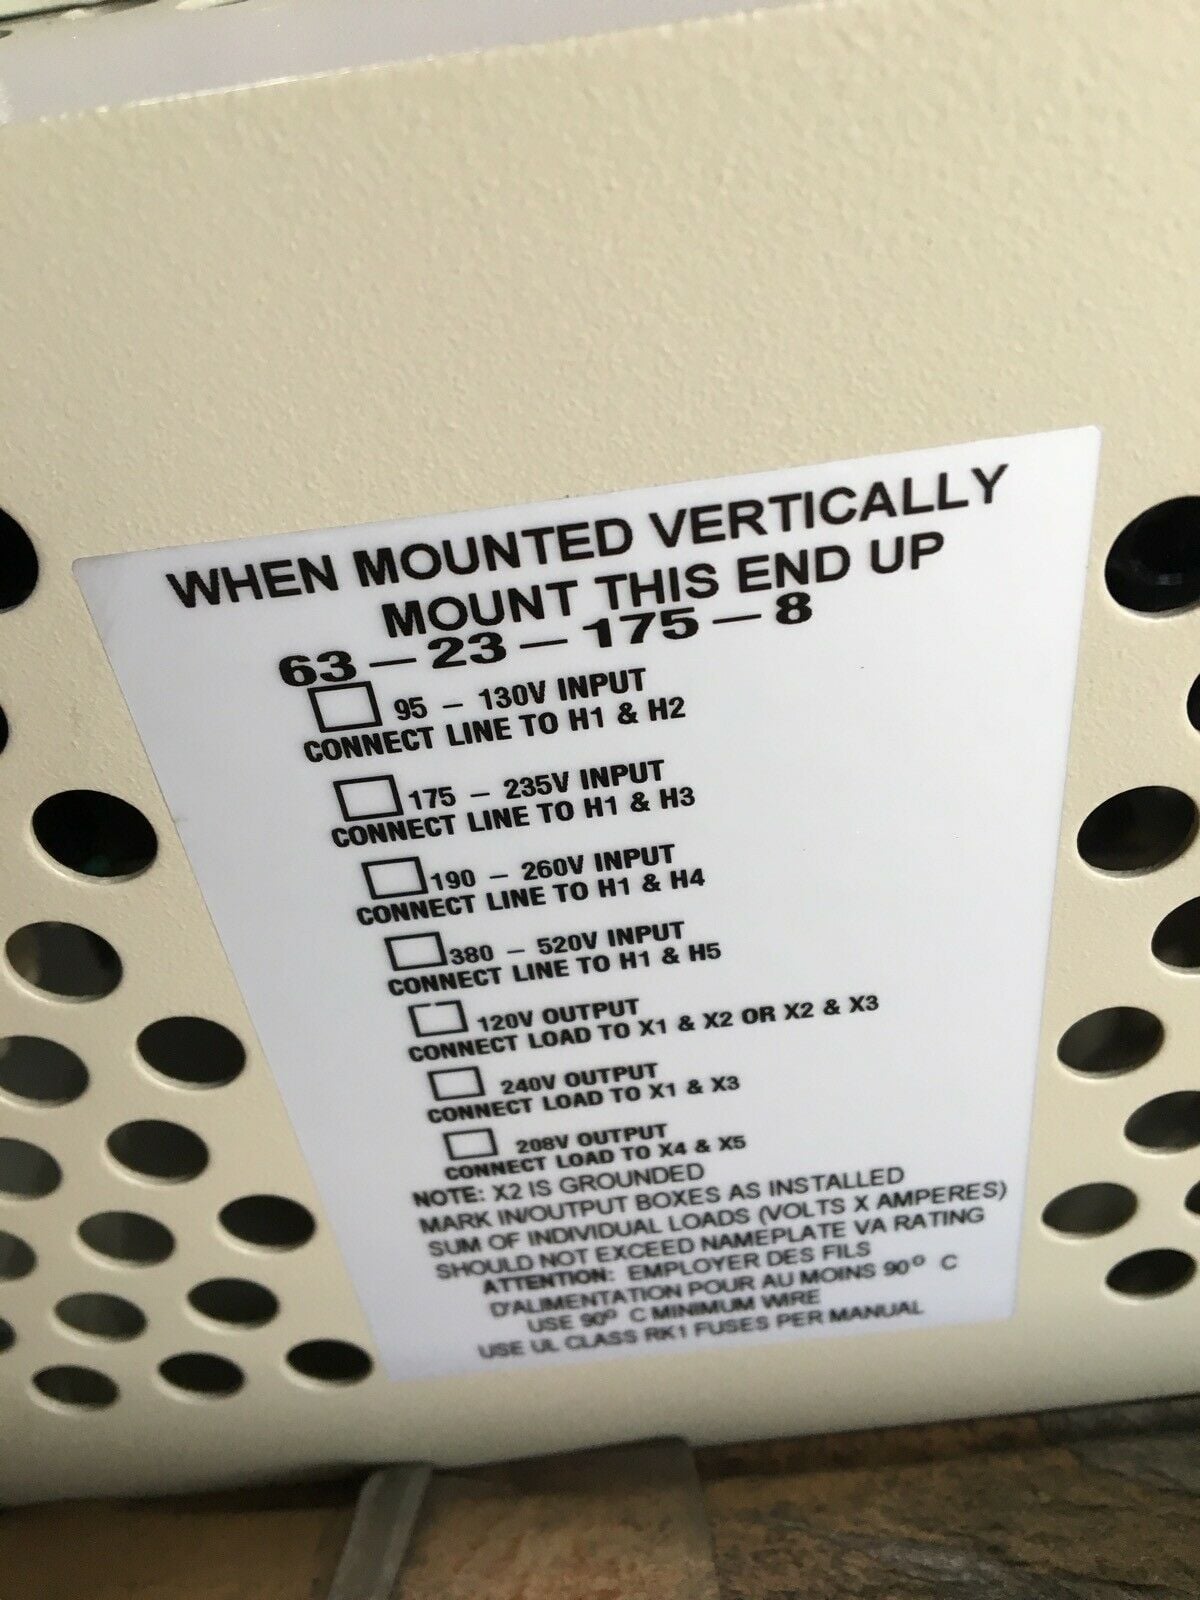 WHEN MOUNTED VERTICALLY
MOUNT THIS END UP
63-23-175-8
95 - 130V INPUT
CONNECT LINE TO H1 & H2
175 - 235V INPUT
CONNECT LINE TO H1 & H3
190 - 260V INPUT
CONNECT LINE TO H1 & H4
380 - 520V INPUT
CONNECT LINE TO H1 & H5
120V OUTPUT
CONNECT LOAD TO X1 & X2 OR X2 & X3
240V OUTPUT
CONNECT LOAD TO X1 & X3
208V OUTPUT
CONNECT LOAD TO X4 & X5
NOTE: X2 IS GROUNDED
MARK IN/OUTPUT BOXES AS INSTALLED
SUM OF INDIVIDUAL LOADS (VOLTS X AMPERES)
SHOULD NOT EXCEED NAMEPLATE VA RATING
ATTENTION: EMPLOYER DES FILS
D'ALIMENTATION POUR AU MOINS 90º C
USE 90º C MINIMUM WIRE
USE UL CLASS RK1 FUSES PER MANUAL